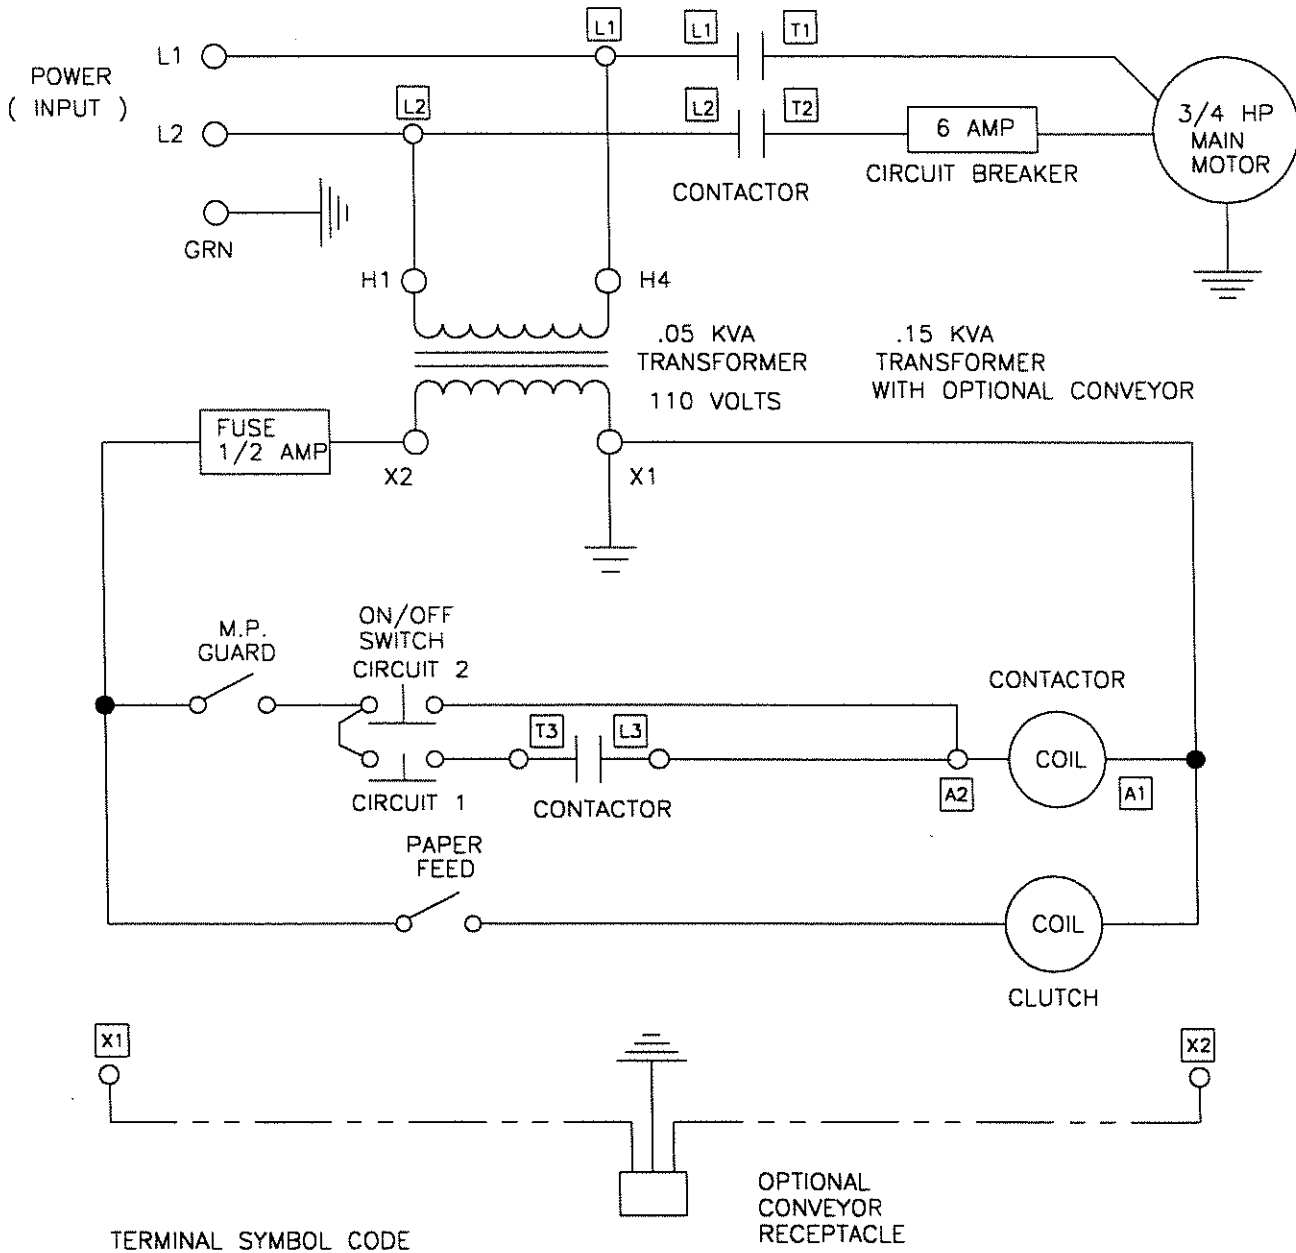 L1
L1
T1
L1
POWER
( INPUT )
L2
L2
T2
L2
6 AMP
3/4 HP
MAIN
MOTOR
CIRCUIT BREAKER
CONTACTOR
GRN
H1
H4
.05 KVA
TRANSFORMER
110 VOLTS
.15 KVA
TRANSFORMER
WITH OPTIONAL CONVEYOR
FUSE
1/2 AMP
X2
X1
M.P.
GUARD
ON/OFF
SWITCH
CIRCUIT 2
CONTACTOR
T3
L3
COIL
CIRCUIT 1
CONTACTOR
A2
A1
PAPER
FEED
COIL
CLUTCH
X1
X2
OPTIONAL
CONVEYOR
RECEPTACLE
TERMINAL SYMBOL CODE